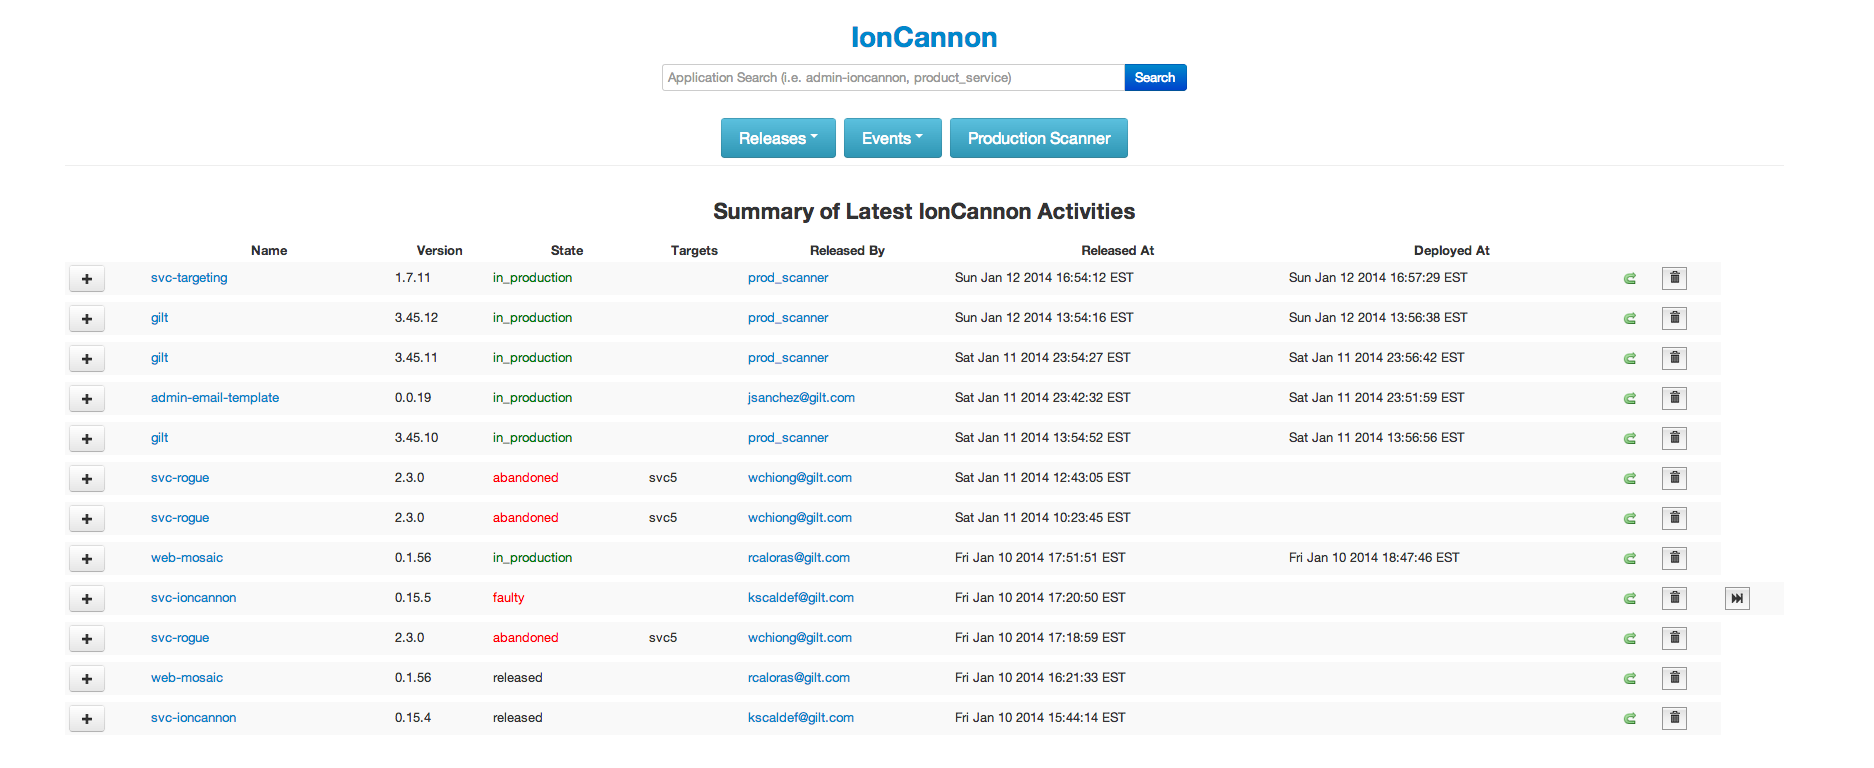 IonCannon
Application Search (i.e. admin-ioncannon, product_service) Search
Releases Events Production Scanner
Summary of Latest IonCannon Activities
Name Version State Targets Released By Released At Deployed At
svc-targeting 1.7.11 in_production prod_scanner Sun Jan 12 2014 16:54:12 EST Sun Jan 12 2014 16:57:29 EST
gilt 3.45.12 in_production prod_scanner Sun Jan 12 2014 13:54:16 EST Sun Jan 12 2014 13:56:38 EST
gilt 3.45.11 in_production prod_scanner Sat Jan 11 2014 23:54:27 EST Sat Jan 11 2014 23:56:42 EST
admin-email-template 0.0.19 in_production jsanchez@gilt.com Sat Jan 11 2014 23:42:32 EST Sat Jan 11 2014 23:51:59 EST
gilt 3.45.10 in_production prod_scanner Sat Jan 11 2014 13:54:52 EST Sat Jan 11 2014 13:56:56 EST
svc-rogue 2.3.0 abandoned svc5 wchiong@gilt.com Sat Jan 11 2014 12:43:05 EST
svc-rogue 2.3.0 abandoned svc5 wchiong@gilt.com Sat Jan 11 2014 10:23:45 EST
web-mosaic 0.1.56 in_production rcaloras@gilt.com Fri Jan 10 2014 17:51:51 EST Fri Jan 10 2014 18:47:46 EST
svc-ioncannon 0.15.5 faulty kscaldef@gilt.com Fri Jan 10 2014 17:20:50 EST
svc-rogue 2.3.0 abandoned svc5 wchiong@gilt.com Fri Jan 10 2014 17:18:59 EST
web-mosaic 0.1.56 released rcaloras@gilt.com Fri Jan 10 2014 16:21:33 EST
svc-ioncannon 0.15.4 released kscaldef@gilt.com Fri Jan 10 2014 15:44:14 EST